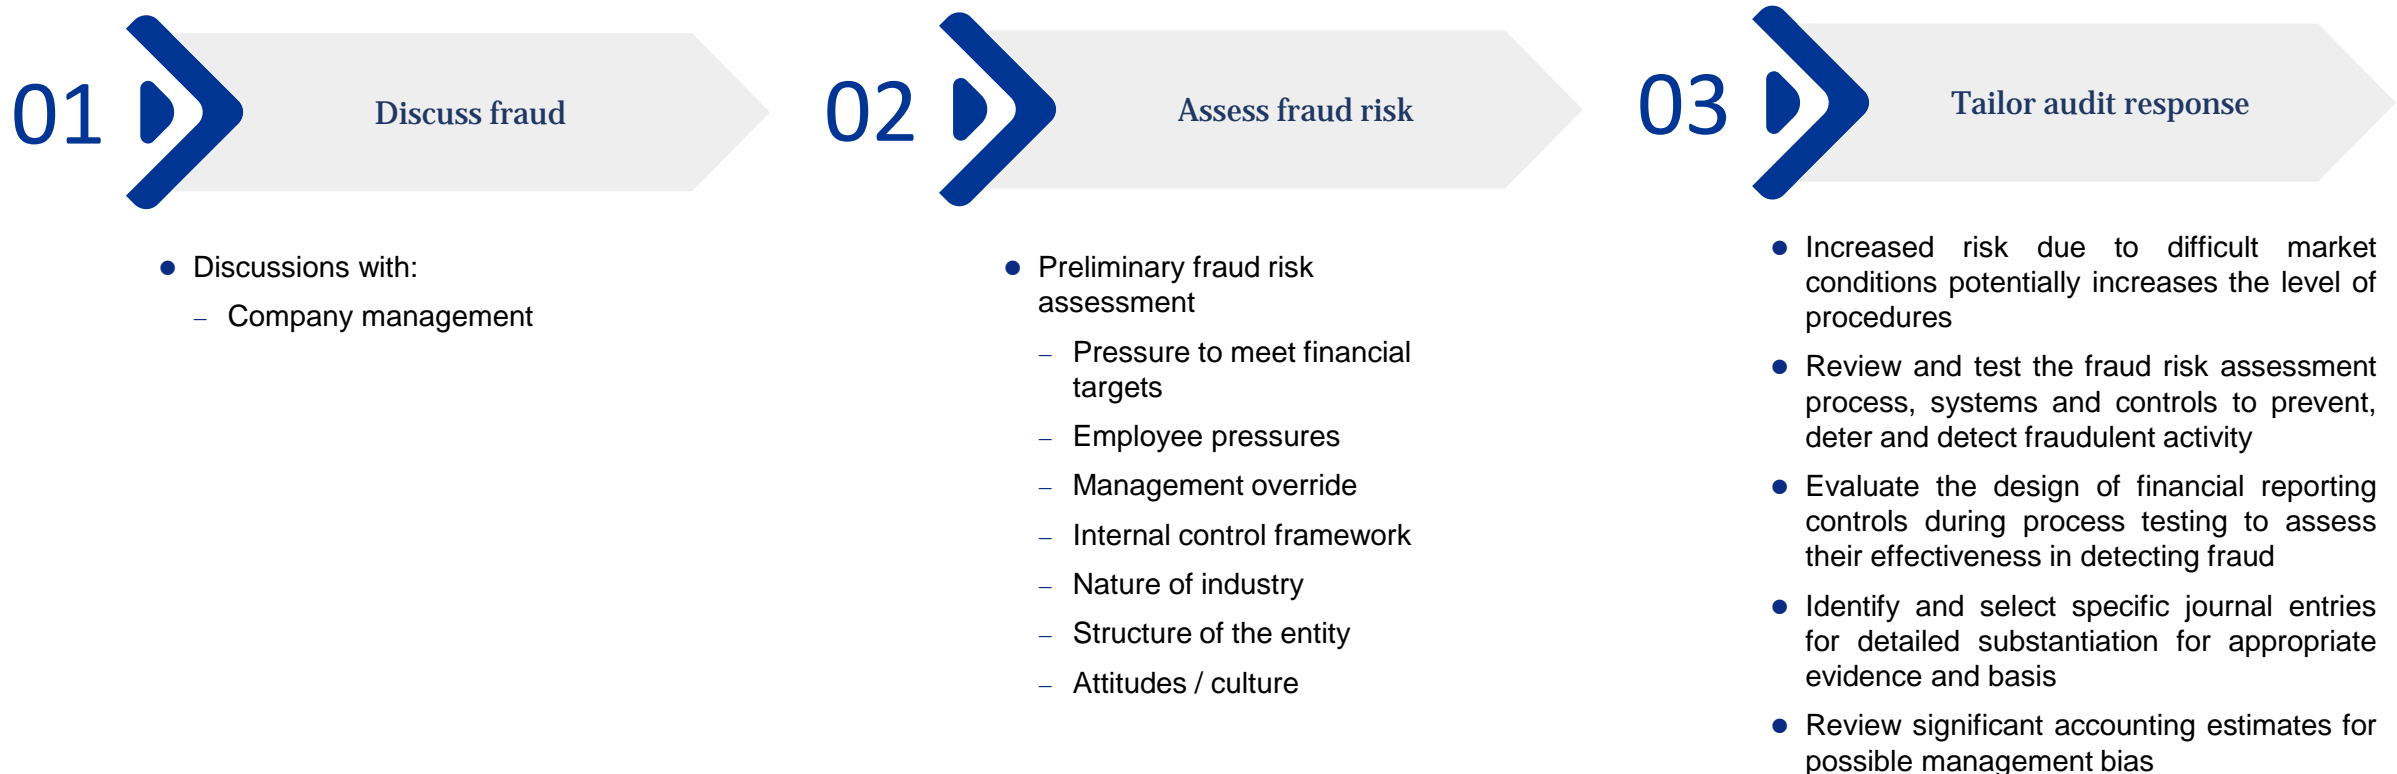 01
Discuss fraud
● Discussions with:
– Company management
02
Assess fraud risk
● Preliminary fraud risk
assessment
– Pressure to meet financial
targets
– Employee pressures
– Management override
– Internal control framework
– Nature of industry
– Structure of the entity
– Attitudes / culture
03
Tailor audit response
● Increased risk due to difficult market
conditions potentially increases the level of
procedures
● Review and test the fraud risk assessment
process, systems and controls to prevent,
deter and detect fraudulent activity
● Evaluate the design of financial reporting
controls during process testing to assess
their effectiveness in detecting fraud
● Identify and select specific journal entries
for detailed substantiation for appropriate
evidence and basis
● Review significant accounting estimates for
possible management bias